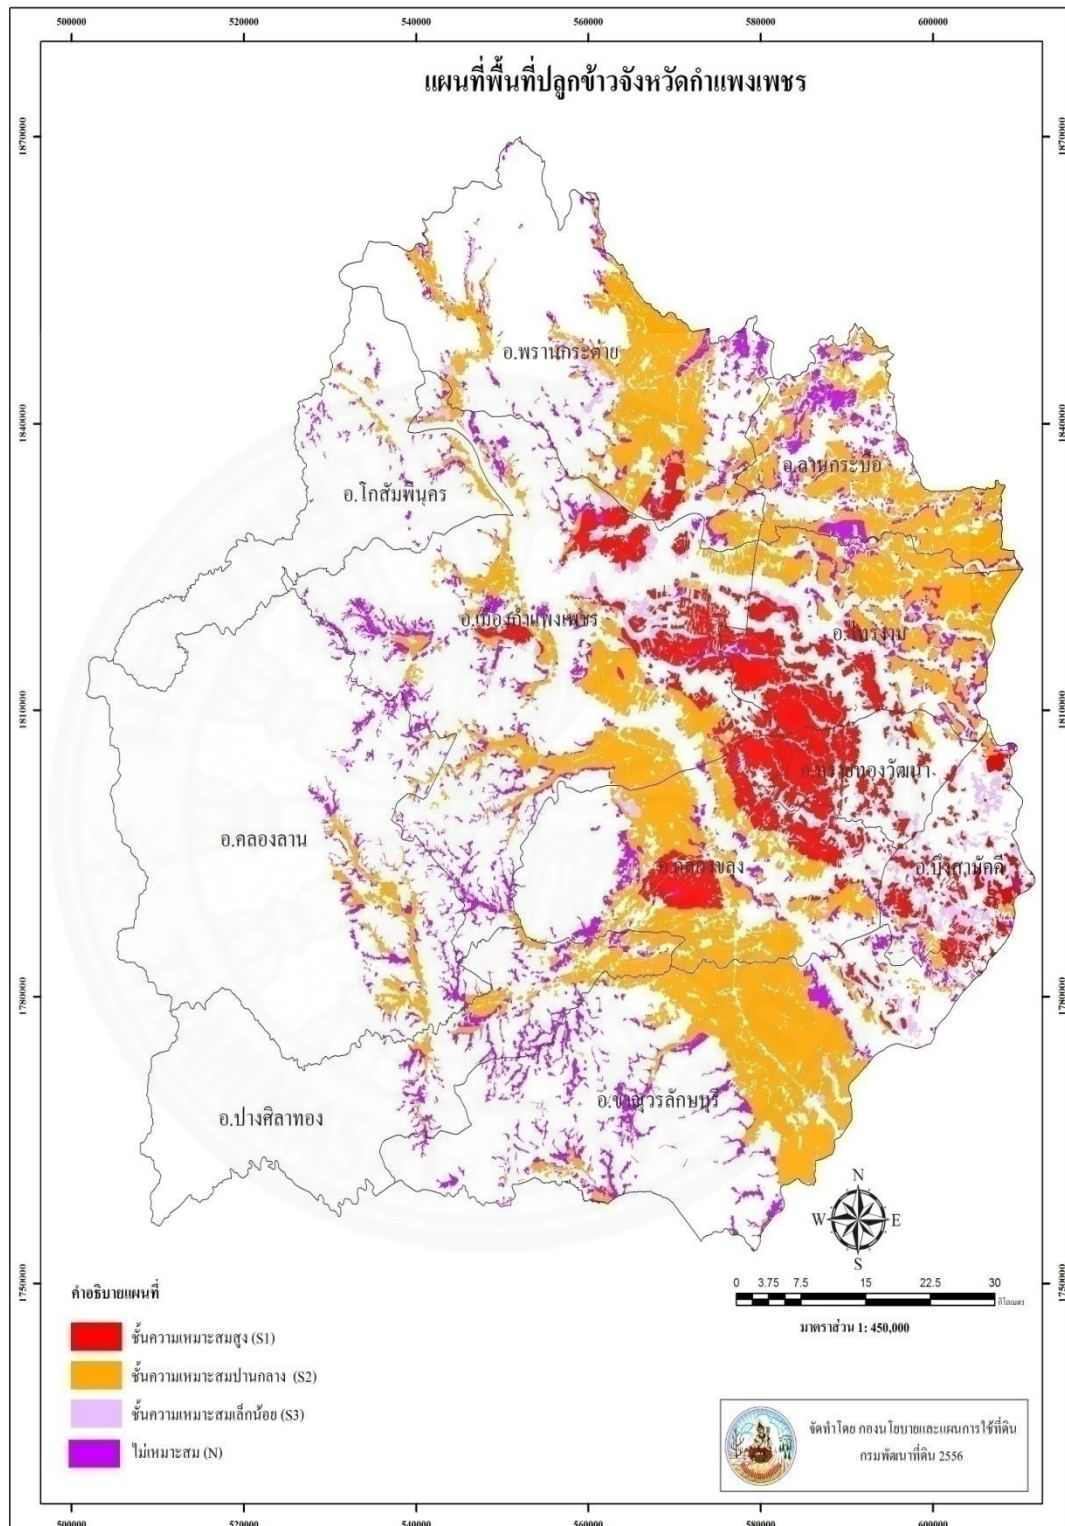 500000 520000 540000 560000 580000 600000
แผนที่พื้นที่ปลูกข้าวจังหวัดกำแพงเพชร
1870000 1870000
อ.พรานกระต่าย
1840000 1840000
อ.ลานกระบือ
อ.โกสัมพีนคร
อ.เมืองกำแพงเพชร
อ.ไทรงาม
1810000 1810000
อ.ทรายทองวัฒนา
อ.คลองลาน
อ.คลองขลุง
อ.บึงสามัคคี
1780000 1780000
อ.ขาณุวรลักษบุรี
อ.ปางศิลาทอง
N
W E
S
1750000 1750000
0 3.75 7.5 15 22.5 30
กิโลเมตร
มาตราส่วน 1: 450,000
คำอธิบายแผนที่
ชั้นความเหมาะสมสูง (S1)
ชั้นความเหมาะสมปานกลาง (S2)
ชั้นความเหมาะสมเล็กน้อย (S3)
ไม่เหมาะสม (N)
จัดทำโดย กองนโยบายและแผนการใช้ที่ดิน
กรมพัฒนาที่ดิน 2556
500000 520000 540000 560000 580000 600000